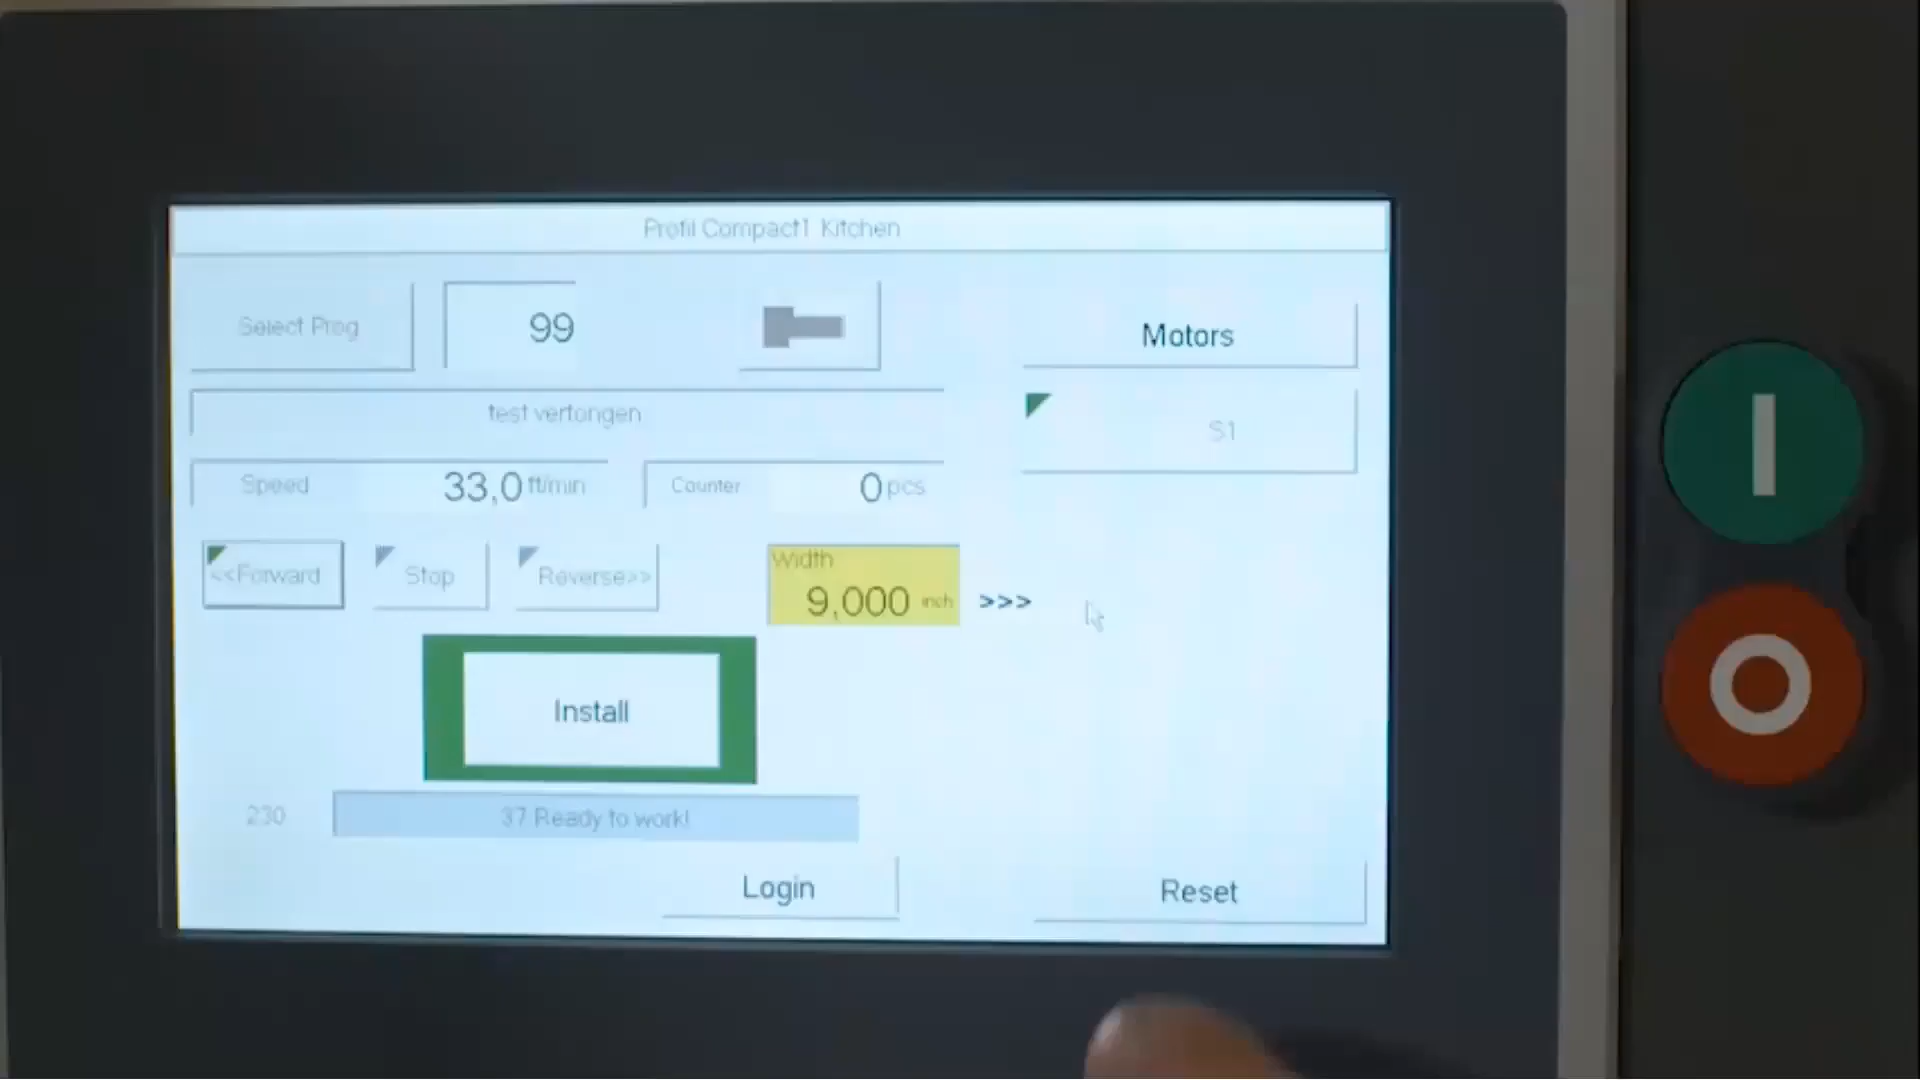 Profil Compact1 Kitchen
Select Prog
99
Motors
test vertongen
S1
Speed 33,0 ft/min
Counter 0 pcs
<<Forward
Stop
Reverse>>
Width
9,000 inch >>>
Install
230
37 Ready to work!
Login
Reset